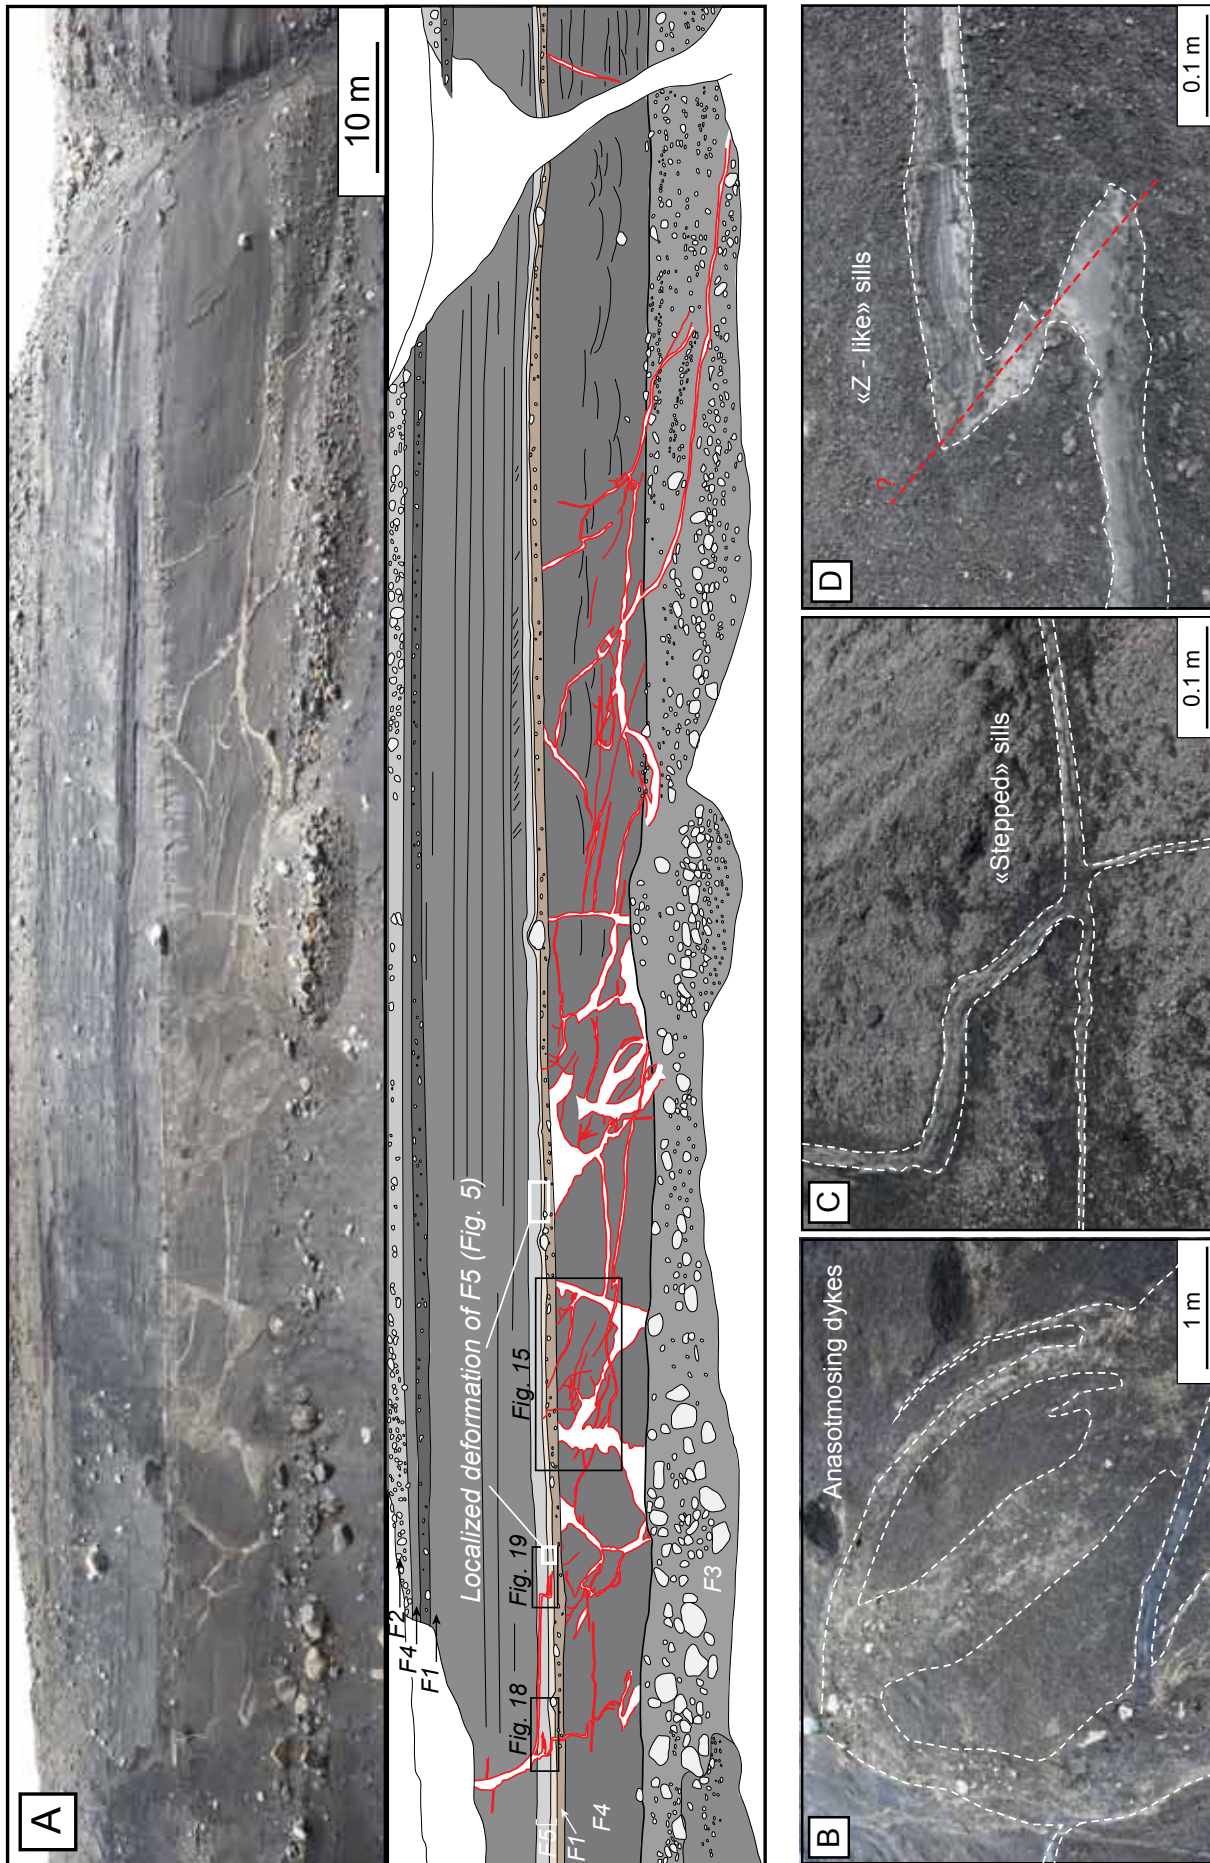 A
10 m
F2
F4
F1
Localized deformation of F5 (Fig. 5)
Fig. 18
Fig. 19
Fig. 15
F5
F1
F4
F3
B
Anasotmosing dykes
1 m
C
«Stepped» sills
0.1 m
D
«Z - like» sills
?
0.1 m